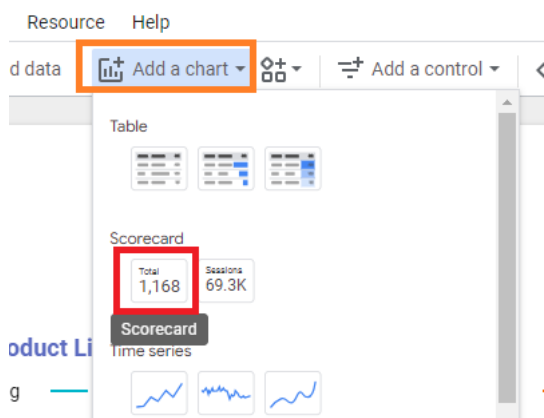 Resource Help
d data Add a chart Add a control
Table
Scorecard
Total
1,168
Sessions
69.3K
Scorecard
oduct Li
Time series
g